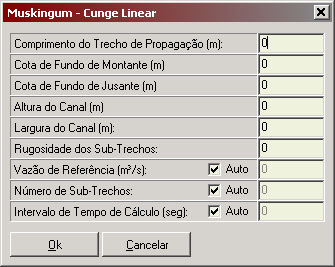 Muskingum - Cunge Linear
Comprimento do Trecho de Propagação (m): 0
Cota de Fundo de Montante (m) 0
Cota de Fundo de Jusante (m) 0
Altura do Canal (m) 0
Largura do Canal (m): 0
Rugosidade dos Sub-Trechos: 0
Vazão de Referência (m³/s): Auto 0
Número de Sub-Trechos: Auto 0
Intervalo de Tempo de Cálculo (seg): Auto 0
Ok Cancelar